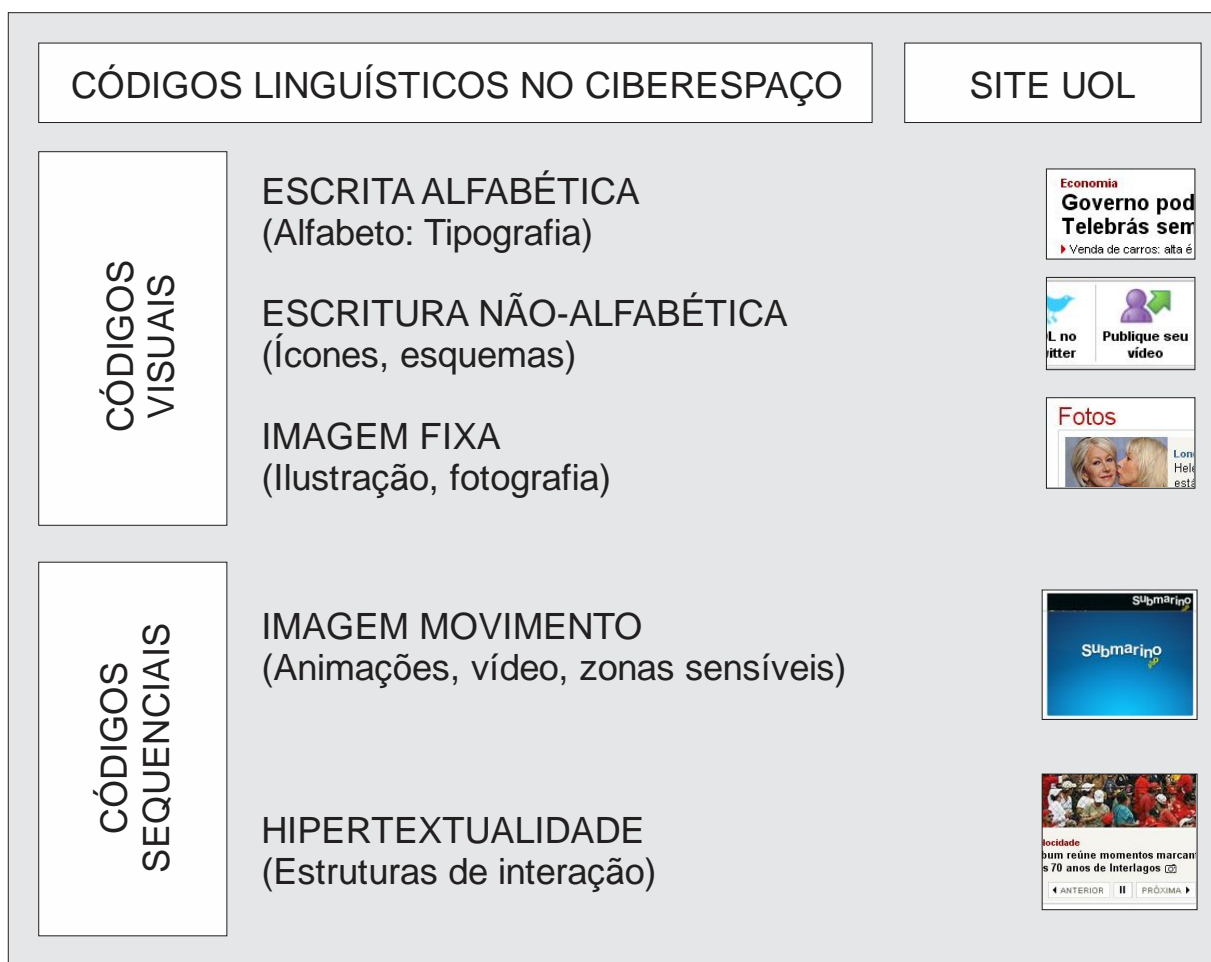 CÓDIGOS LINGUÍSTICOS NO CIBERESPAÇO
SITE UOL
CÓDIGOS
VISUAIS
ESCRITA ALFABÉTICA
(Alfabeto: Tipografia)
Economia
Governo pod
Telebrás sem
Venda de carros: alta é
ESCRITURA NÃO-ALFABÉTICA
(Ícones, esquemas)
L no
itter
Publique seu
vídeo
IMAGEM FIXA
(Ilustração, fotografia)
Fotos
Lon
Hele
está
CÓDIGOS
SEQUENCIAIS
IMAGEM MOVIMENTO
(Animações, vídeo, zonas sensíveis)
Submarino
Submarino
HIPERTEXTUALIDADE
(Estruturas de interação)
locidade
bum reúne momentos marcan
s 70 anos de Interlagos
ANTERIOR PRÓXIMA